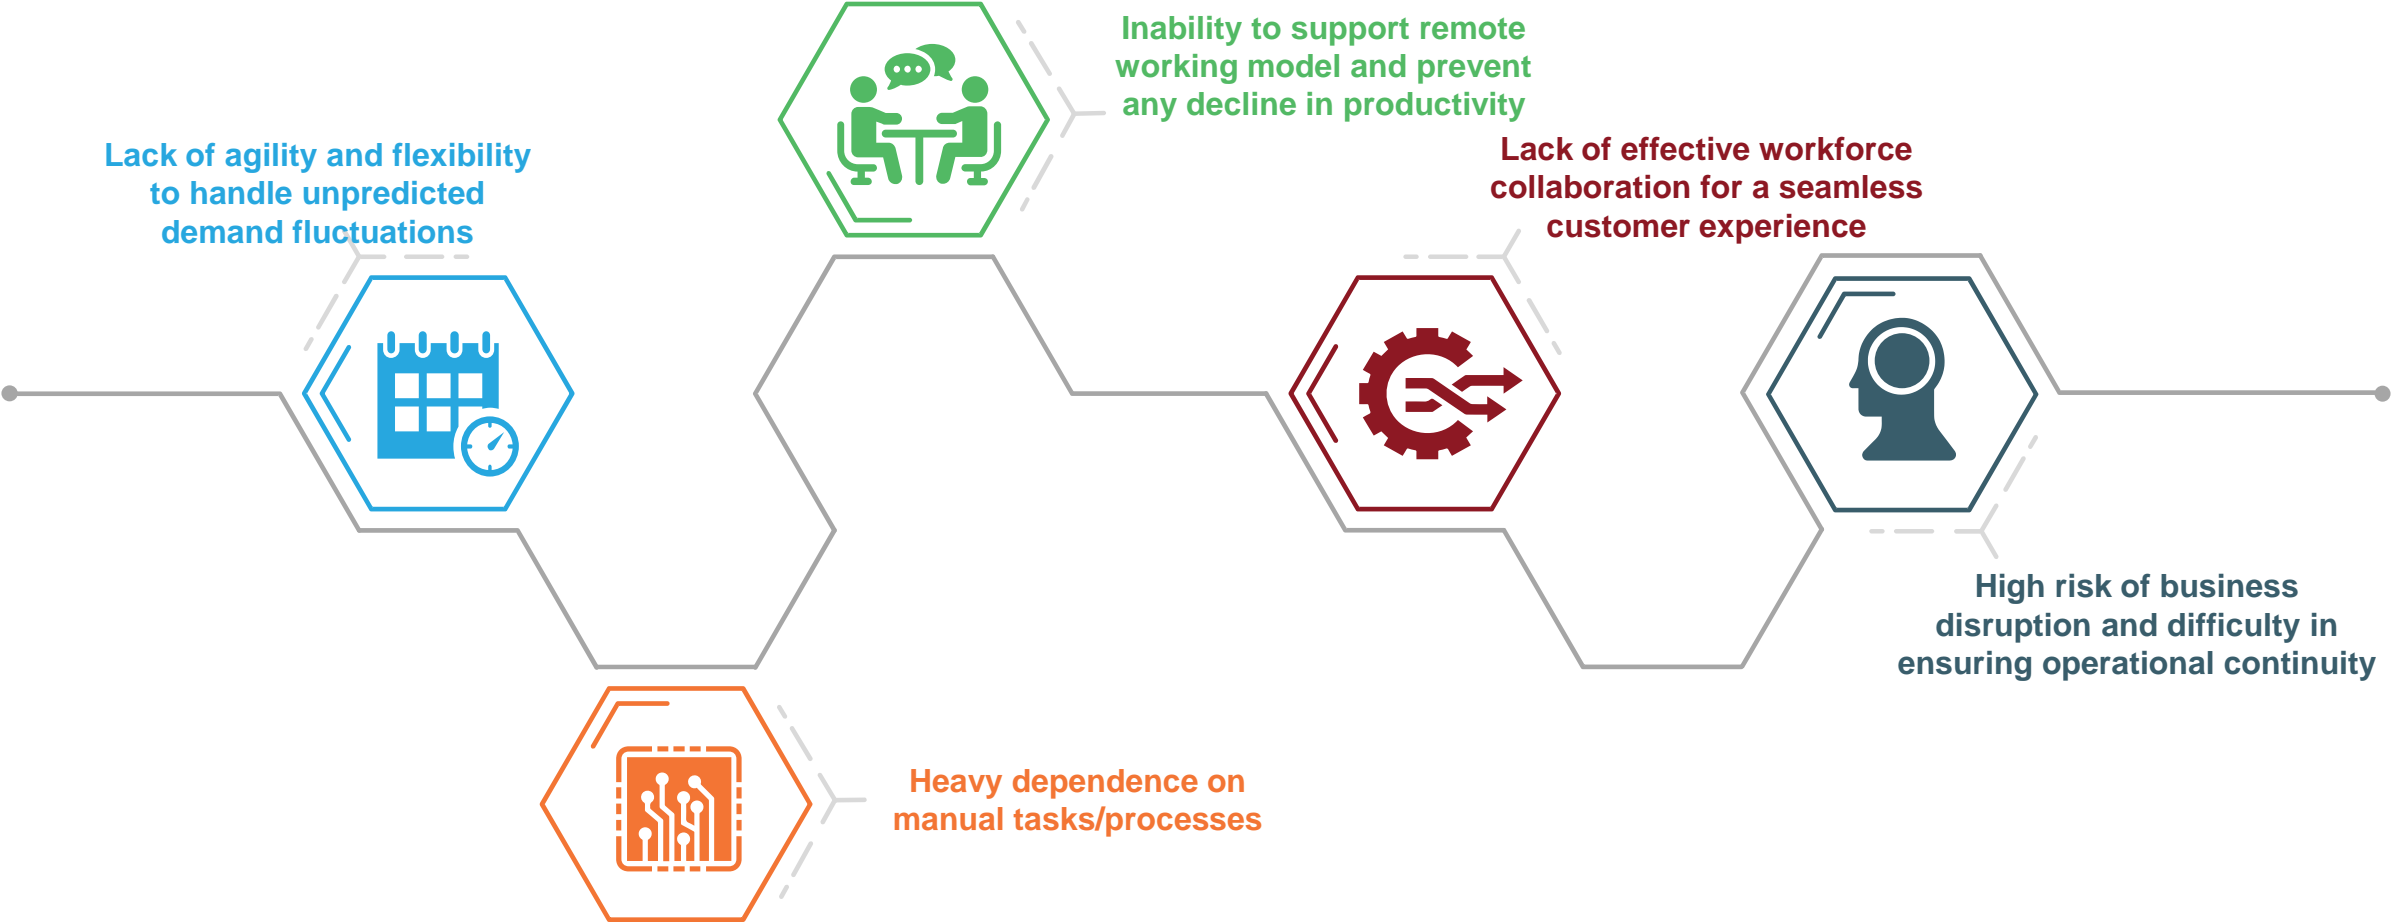 Inability to support remote
working model and prevent
any decline in productivity
Lack of agility and flexibility
to handle unpredicted
demand fluctuations
Lack of effective workforce
collaboration for a seamless
customer experience
High risk of business
disruption and difficulty in
ensuring operational continuity
Heavy dependence on
manual tasks/processes